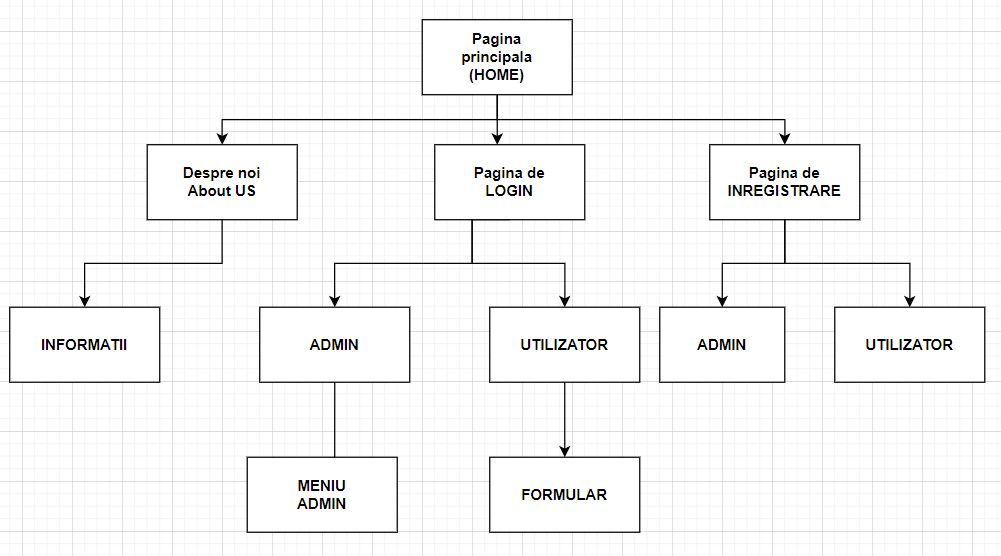 Pagina
principala
(HOME)
Despre noi
About US
Pagina de
LOGIN
Pagina de
INREGISTRARE
INFORMATII
ADMIN
UTILIZATOR
ADMIN
UTILIZATOR
MENIU
ADMIN
FORMULAR